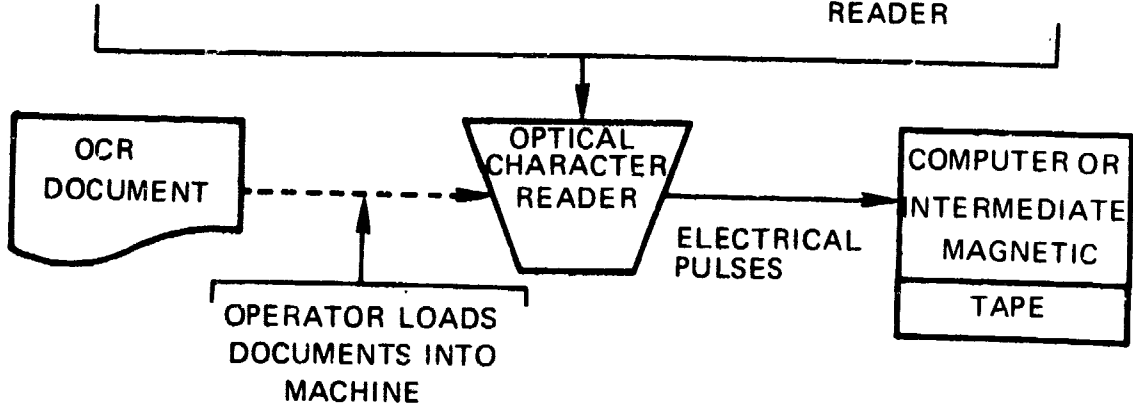 READER
OCR
DOCUMENT
OPTICAL
CHARACTER
READER
ELECTRICAL
PULSES
COMPUTER OR
INTERMEDIATE
MAGNETIC
TAPE
OPERATOR LOADS
DOCUMENTS INTO
MACHINE